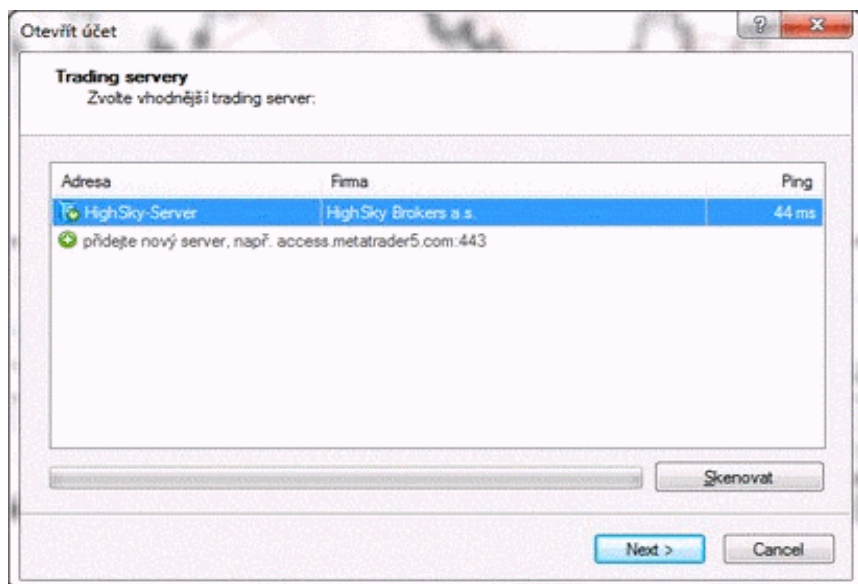 Otevřít účet
Trading servery
Zvolte vhodnější trading server:
Adresa Firma Ping
HighSky-Server HighSky Brokers a.s. 44 ms
přidejte nový server, např. access.metatrader5.com:443
Skenovat
Next > Cancel